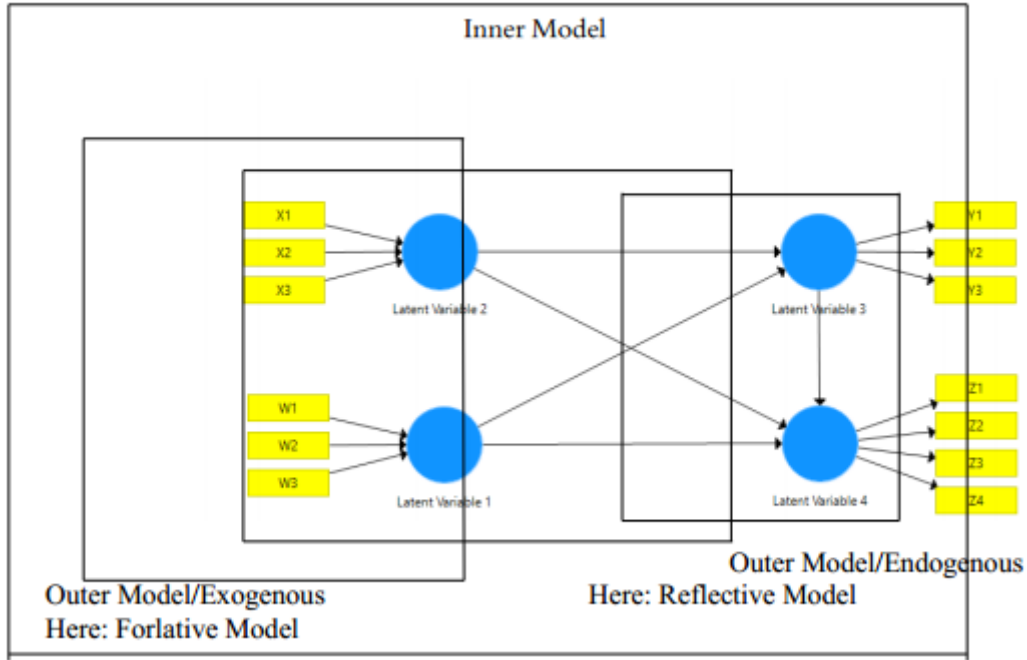 Inner Model
X1
X2
X3
Latent Variable 2
W1
W2
W3
Latent Variable 1
Y1
Y2
Y3
Latent Variable 3
Z1
Z2
Z3
Z4
Latent Variable 4
Outer Model/Exogenous
Here: Forlative Model
Outer Model/Endogenous
Here: Reflective Model